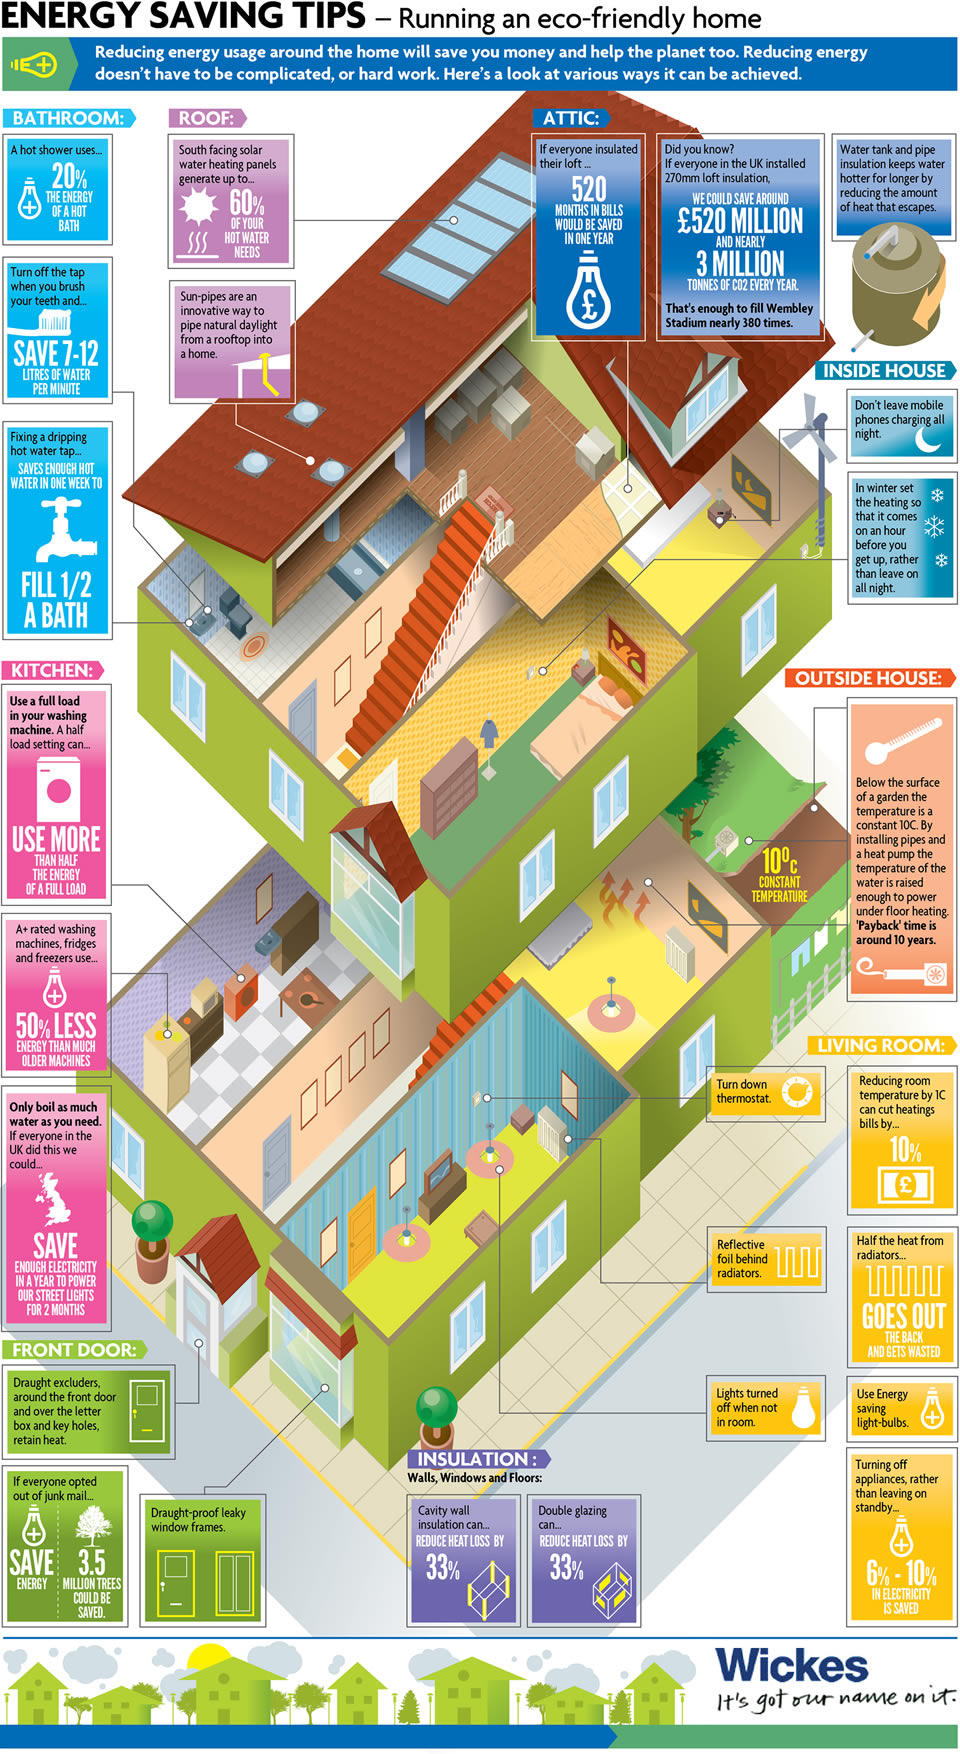 ENERGY SAVING TIPS – Running an eco-friendly home
Reducing energy usage around the home will save you money and help the planet too. Reducing energy
doesn't have to be complicated, or hard work. Here's a look at various ways it can be achieved.
BATHROOM:
A hot shower uses...
20%
THE ENERGY
OF A HOT
BATH
Turn off the tap
when you brush
your teeth and...
SAVE 7-12
LITRES OF WATER
PER MINUTE
Fixing a dripping
hot water tap...
SAVES ENOUGH HOT
WATER IN ONE WEEK TO
FILL 1/2
A BATH
ROOF:
South facing solar
water heating panels
generate up to...
60%
OF YOUR
HOT WATER
NEEDS
Sun-pipes are an
innovative way to
pipe natural daylight
from a rooftop into
a home.
ATTIC:
If everyone insulated
their loft ...
520
MONTHS IN BILLS
WOULD BE SAVED
IN ONE YEAR
£
Did you know?
If everyone in the UK installed
270mm loft insulation,
WE COULD SAVE AROUND
£520 MILLION
AND NEARLY
3 MILLION
TONNES OF CO2 EVERY YEAR.
That's enough to fill Wembley
Stadium nearly 380 times.
Water tank and pipe
insulation keeps water
hotter for longer by
reducing the amount
of heat that escapes.
INSIDE HOUSE
Don't leave mobile
phones charging all
night.
In winter set
the heating so
that it comes
on an hour
before you
get up, rather
than leave on
all night.
KITCHEN:
Use a full load
in your washing
machine. A half
load setting can...
USE MORE
THAN HALF
THE ENERGY
OF A FULL LOAD
A+ rated washing
machines, fridges
and freezers use...
50% LESS
ENERGY THAN MUCH
OLDER MACHINES
Only boil as much
water as you need.
If everyone in the
UK did this we
could...
SAVE
ENOUGH ELECTRICITY
IN A YEAR TO POWER
OUR STREET LIGHTS
FOR 2 MONTHS
OUTSIDE HOUSE:
Below the surface
of a garden the
temperature is a
constant 10C. By
installing pipes and
a heat pump the
temperature of the
water is raised
enough to power
under floor heating.
'Payback' time is
around 10 years.
10°C
CONSTANT
TEMPERATURE
LIVING ROOM:
Turn down
thermostat.
Reducing room
temperature by 1C
can cut heatings
bills by...
10%
£
Reflective
foil behind
radiators.
Half the heat from
radiators...
GOES OUT
THE BACK
AND GETS WASTED
Lights turned
off when not
in room.
Use Energy
saving
light-bulbs.
Turning off
appliances, rather
than leaving on
standby...
6% - 10%
IN ELECTRICITY
IS SAVED
FRONT DOOR:
Draught excluders,
around the front door
and over the letter
box and key holes,
retain heat.
If everyone opted
out of junk mail...
SAVE
ENERGY
3.5
MILLION TREES
COULD BE
SAVED.
Draught-proof leaky
window frames.
INSULATION:
Walls, Windows and Floors:
Cavity wall
insulation can...
REDUCE HEAT LOSS BY
33%
Double glazing
can...
REDUCE HEAT LOSS BY
33%
Wickes
It's got our name on it.